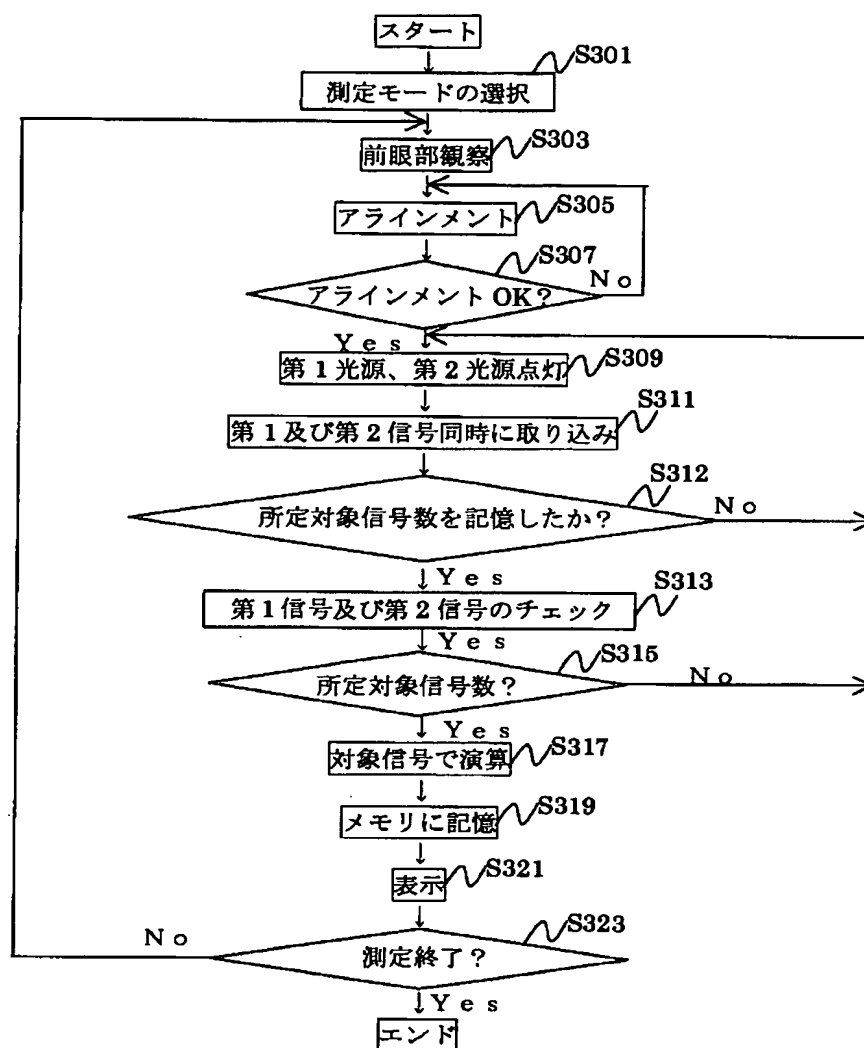 スタート
S301
測定モードの選択
S303
前眼部観察
S305
アラインメント
S307
No
アラインメント OK？
Yes
S309
第1光源、第2光源点灯
S311
第1及び第2信号同時に取り込み
S312
No
所定対象信号数を記憶したか？
Yes
S313
第1信号及び第2信号のチェック
Yes
S315
No
所定対象信号数？
Yes
S317
対象信号で演算
S319
メモリに記憶
S321
表示
S323
No
測定終了？
Yes
エンド